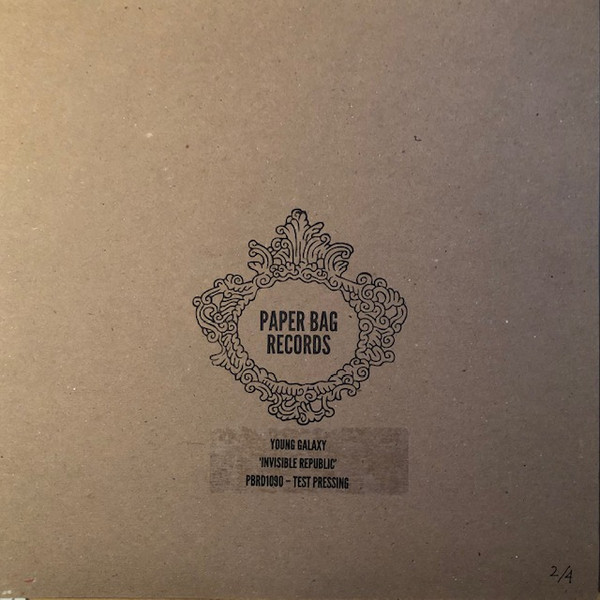 PAPER BAG
RECORDS
YOUNG GALAXY
'INVISIBLE REPUBLIC'
PBRD1090 – TEST PRESSING
2/4